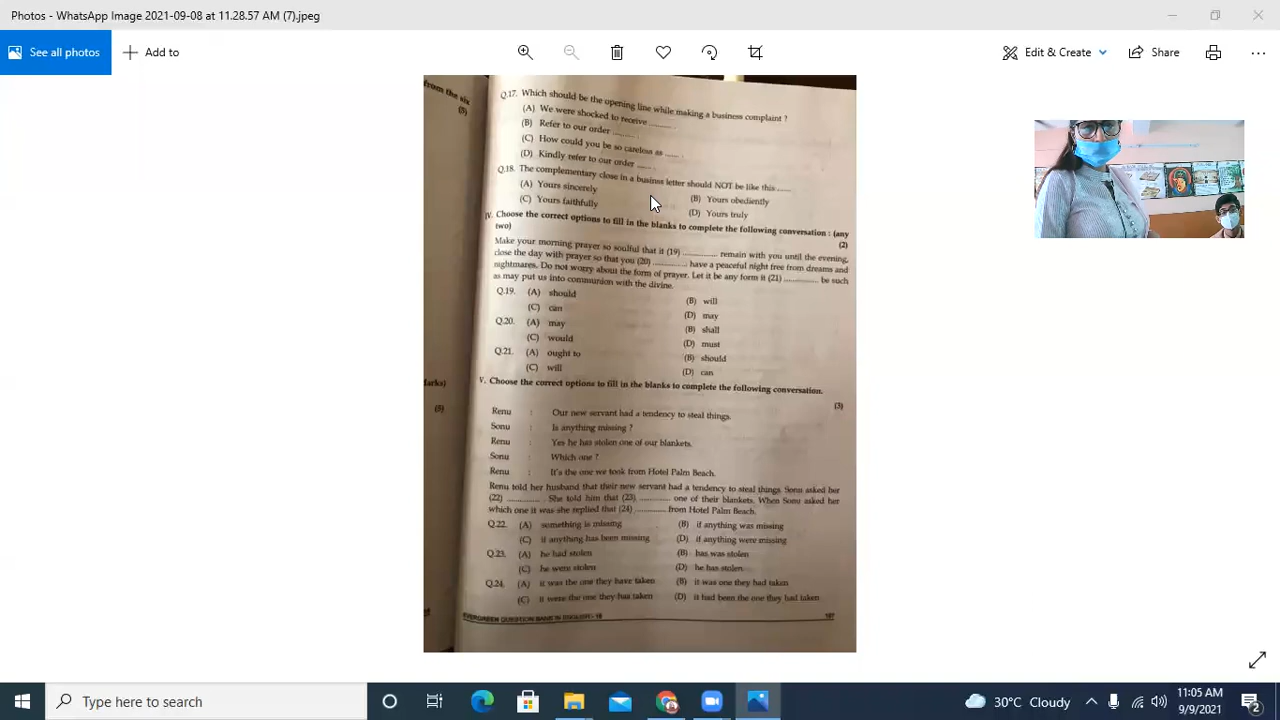 Photos - WhatsApp Image 2021-09-08 at 11.28.57 AM (7).jpeg
See all photos
Add to
Edit & Create
Share
from the six
(5)
Q.17. Which should be the opening line while making a business complaint ?
(A) We were shocked to receive ..........
(B) Refer to our order ..........
(C) How could you be so careless as ......
(D) Kindly refer to our order ......
Q.18. The complementary close in a businss letter should NOT be like this .....
(A) Yours sincerely
(B) Yours obediently
(C) Yours faithfully
(D) Yours truly
IV. Choose the correct options to fill in the blanks to complete the following conversation : (any
two) (2)
Make your morning prayer so soulful that it (19) ............. remain with you until the evening,
close the day with prayer so that you (20) ............. have a peaceful night free from dreams and
nightmares. Do not worry about the form of prayer. Let it be any form it (21) ............. be such
as may put us into communion with the divine.
Q.19. (A) should
(B) will
(C) can
(D) may
Q.20. (A) may
(B) shall
(C) would
(D) must
Q.21. (A) ought to
(B) should
(C) will
(D) can
arks)
V. Choose the correct options to fill in the blanks to complete the following conversation.
(3)
(5)
Renu : Our new servant had a tendency to steal things.
Sonu : Is anything missing ?
Renu : Yes he has stolen one of our blankets.
Sonu : Which one ?
Renu : It's the one we took from Hotel Palm Beach.
Renu told her husband that their new servant had a tendency to steal things. Sonu asked her
(22) ............. . She told him that (23) ............. one of their blankets. When Sonu asked her
which one it was she replied that (24) ............. from Hotel Palm Beach.
Q.22. (A) something is missing
(B) if anything was missing
(C) if anything has been missing
(D) if anything were missing
Q.23. (A) he had stolen
(B) has was stolen
(C) he were stolen
(D) he has stolen
Q.24. (A) it was the one they have taken
(B) it was one they had taken
(C) it were the one they has taken
(D) it had been the one they had taken
EVERGREEN QUESTION BANK IN ENGLISH - 16
Type here to search
30°C Cloudy
11:05 AM
9/9/2021
2